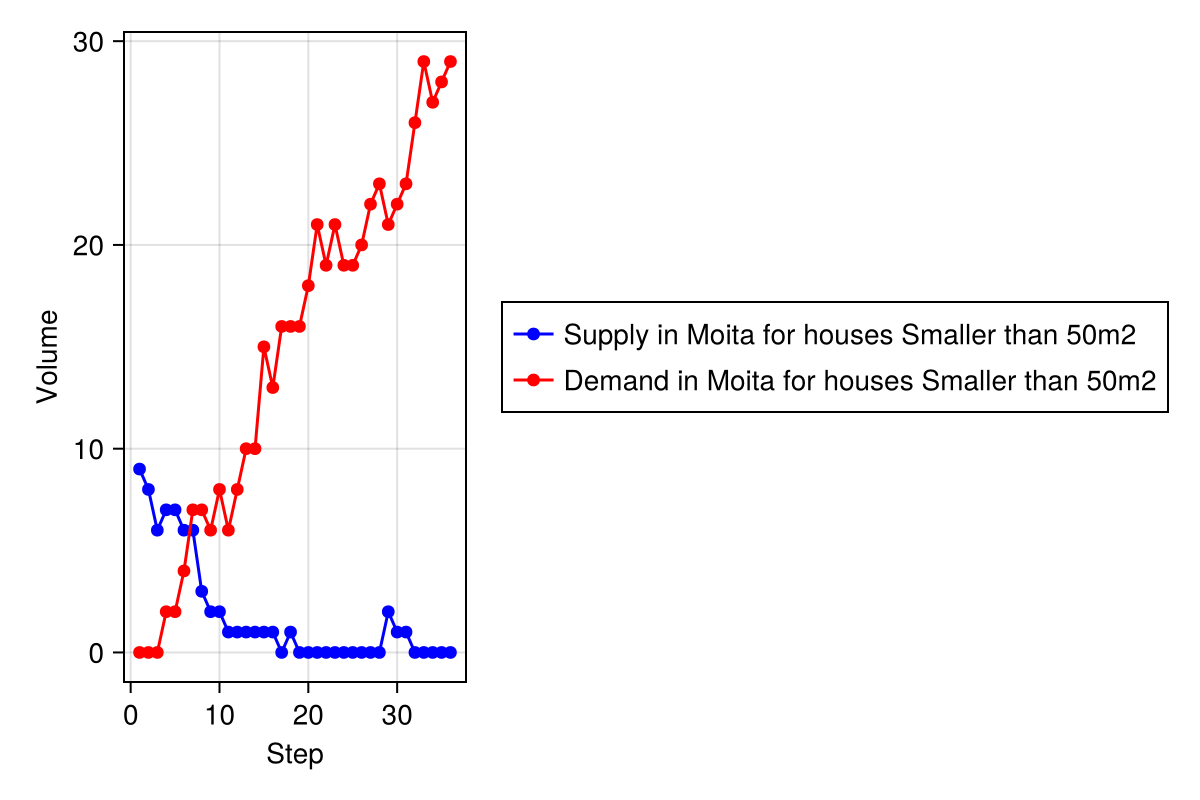 30
20
10
0
Volume
0 10 20 30
Step
Supply in Moita for houses Smaller than 50m2
Demand in Moita for houses Smaller than 50m2